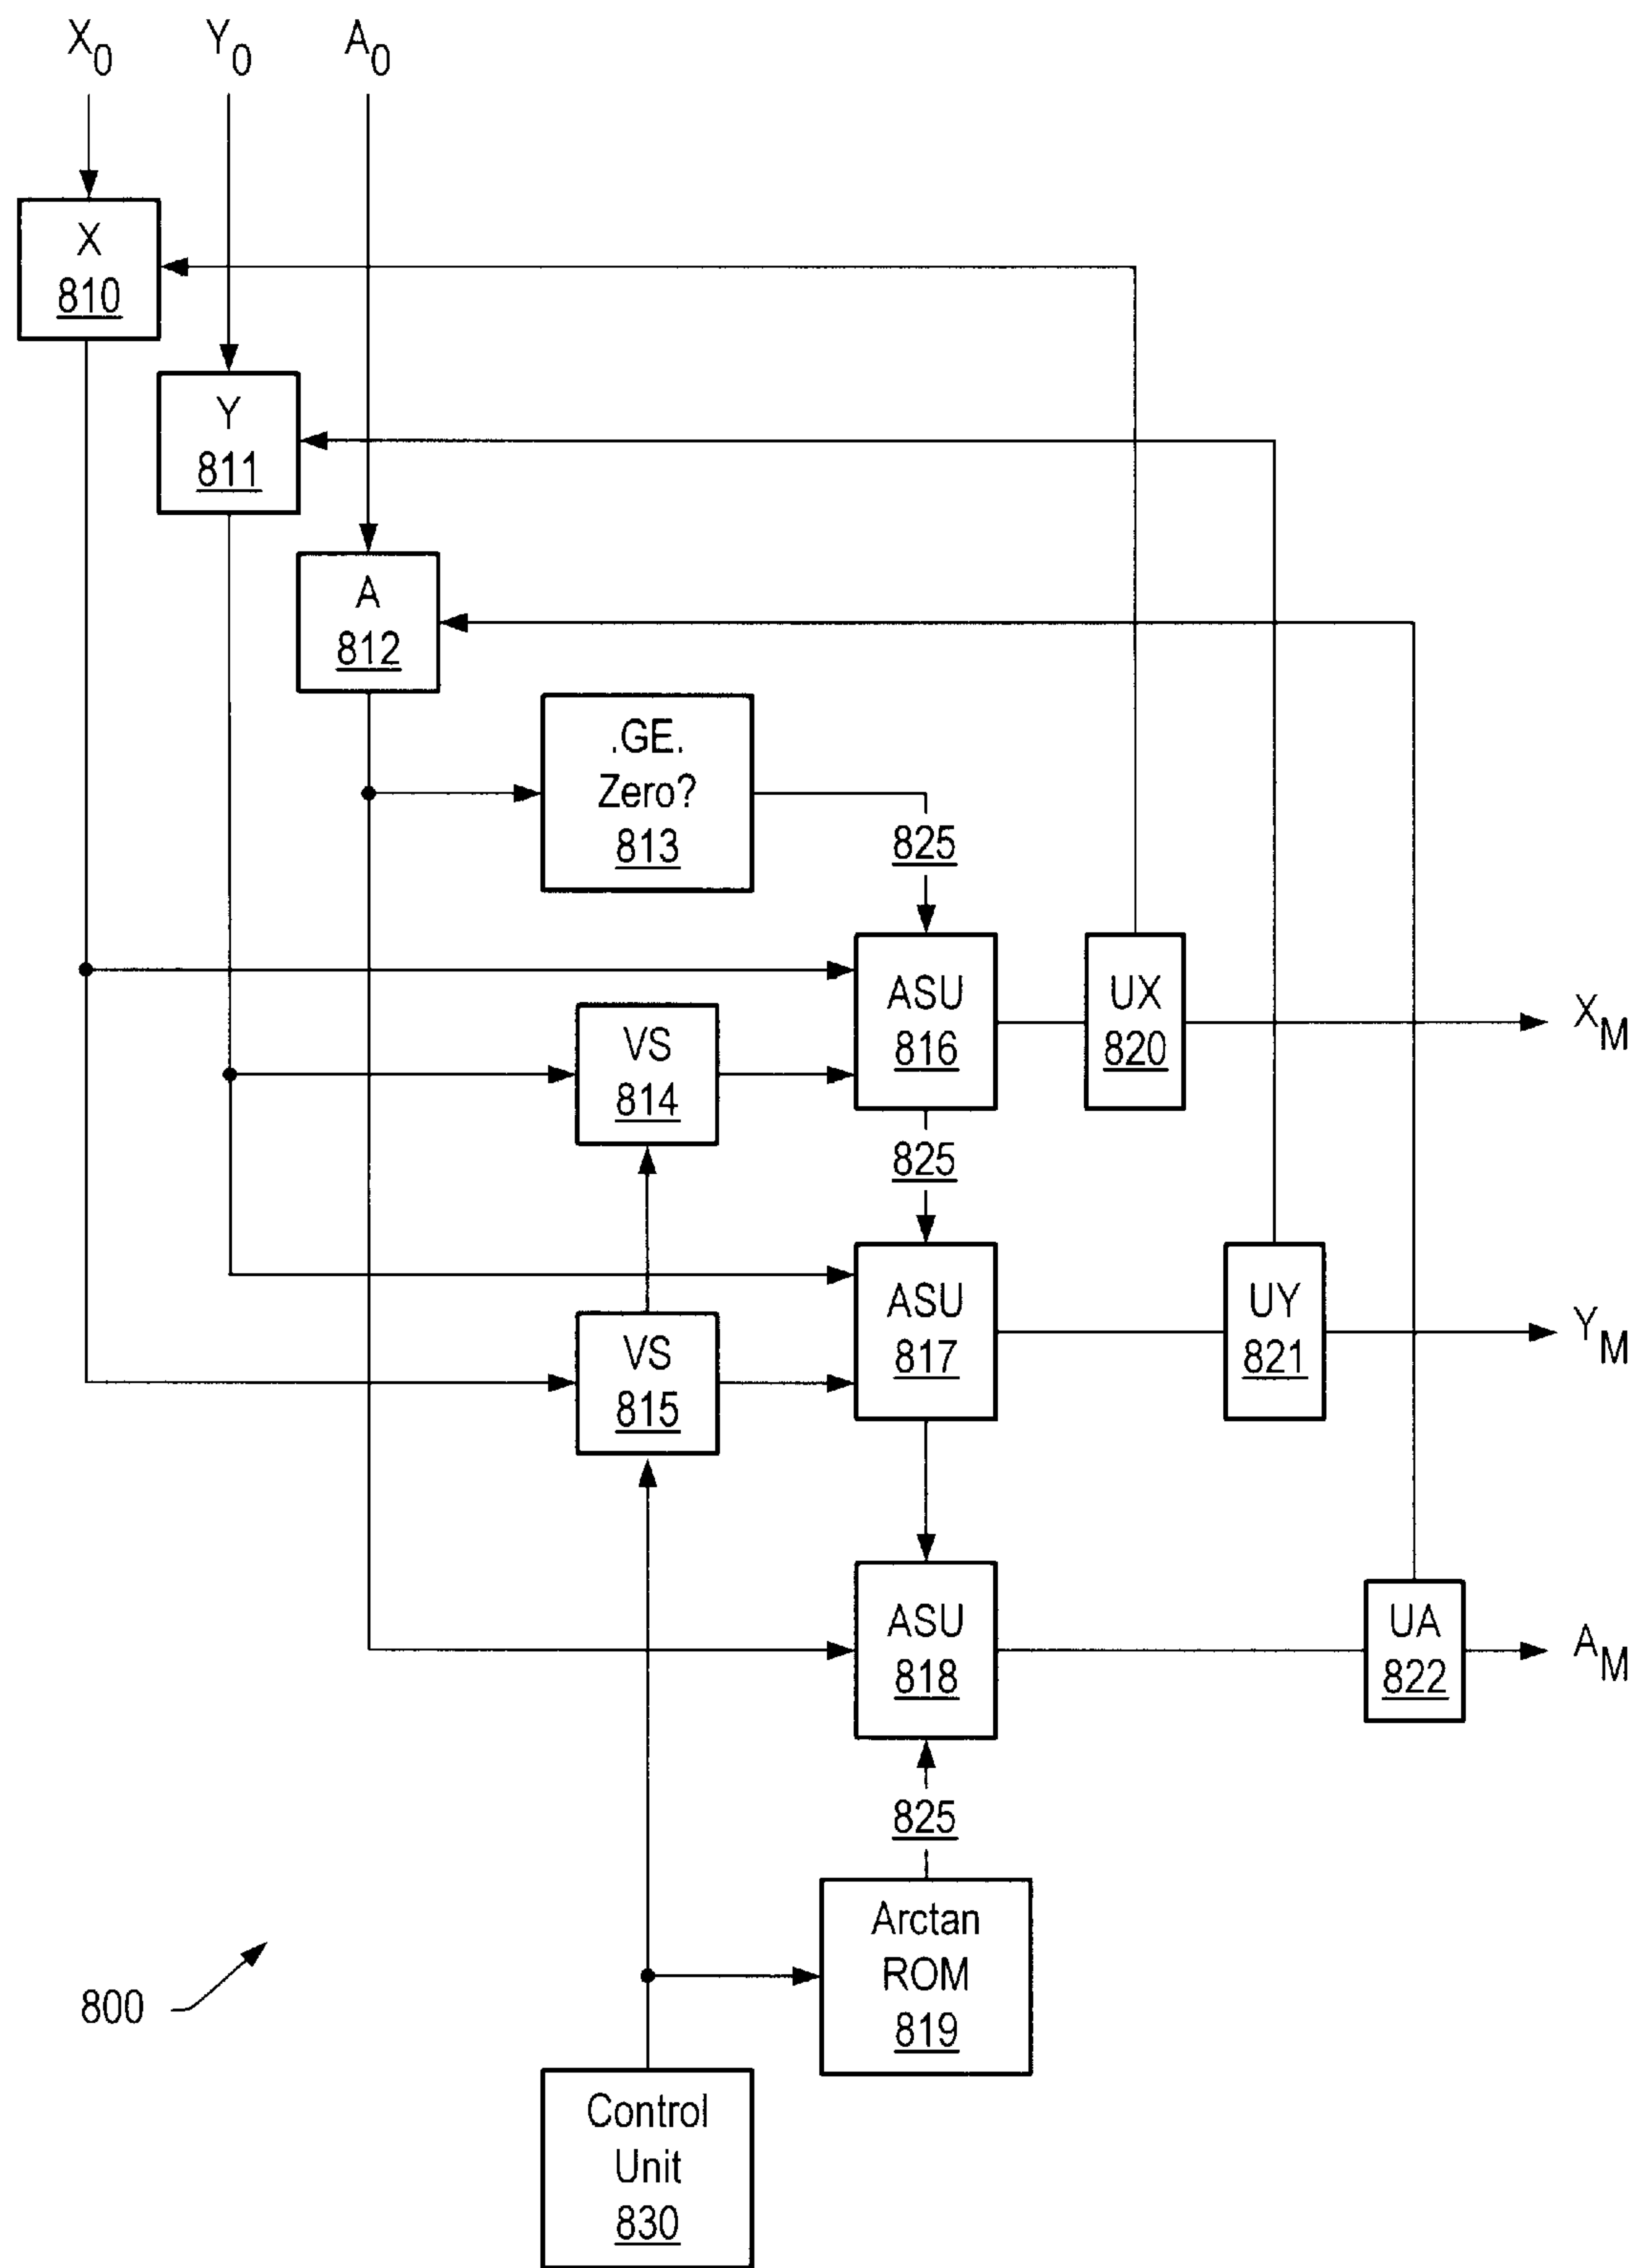 X0 Y0 A0
X
810
Y
811
A
812
.GE.
Zero?
813
825
ASU
816
UX
820
XM
VS
814
825
ASU
817
UY
821
YM
VS
815
ASU
818
UA
822
AM
825
Arctan
ROM
819
800
Control
Unit
830